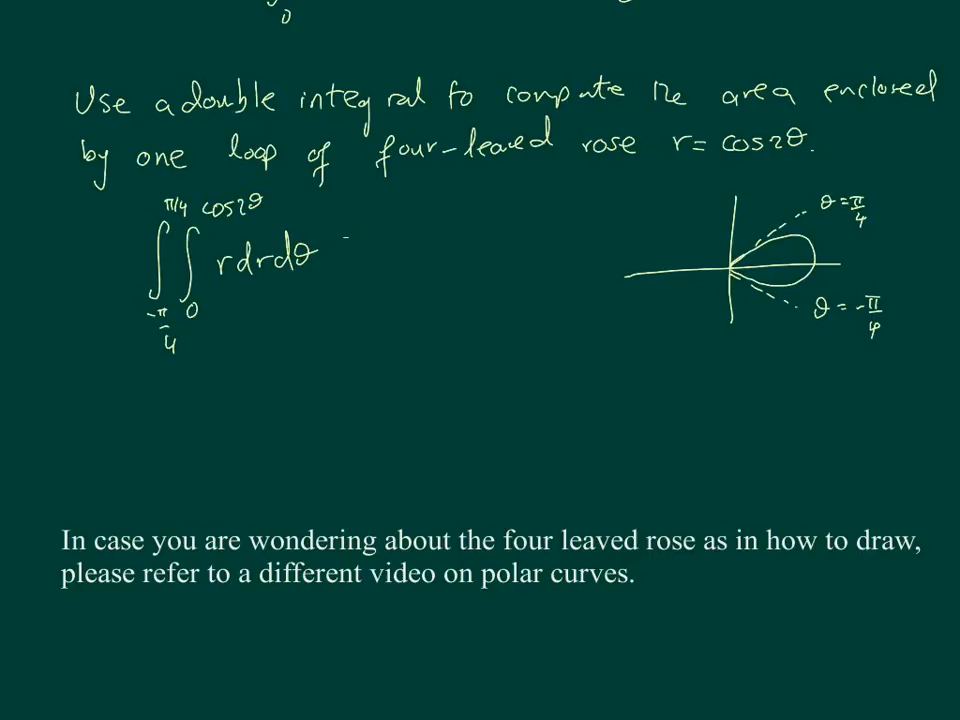 0
Use a double integral to compute the area enclosed
by one loop of four-leaved rose r = cos2θ.
π/4 cos2θ
∫ ∫ r dr dθ
-π/4 0
θ = π/4
θ = -π/4
In case you are wondering about the four leaved rose as in how to draw,
please refer to a different video on polar curves.